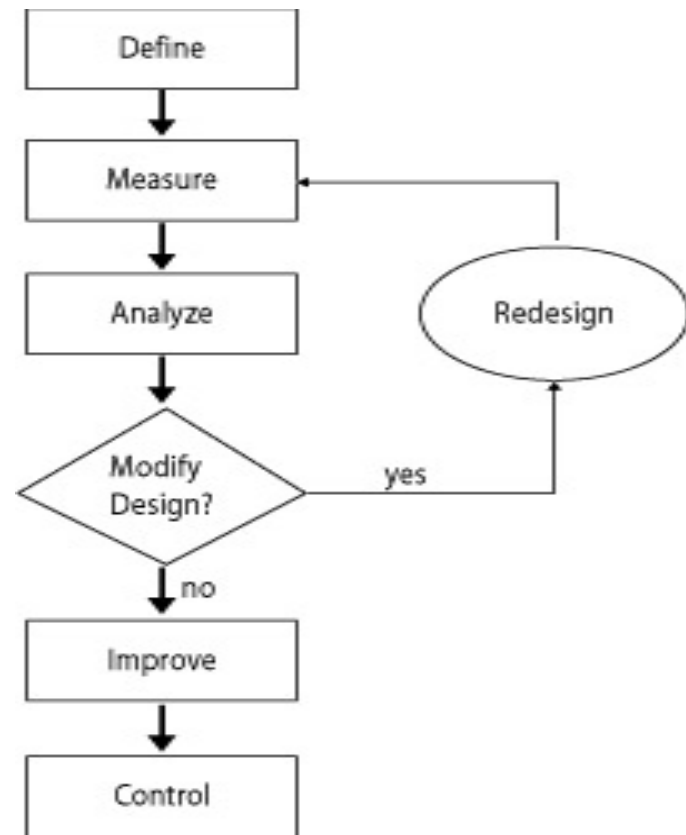 Define
Measure
Analyze
Redesign
Modify
Design?
yes
no
Improve
Control